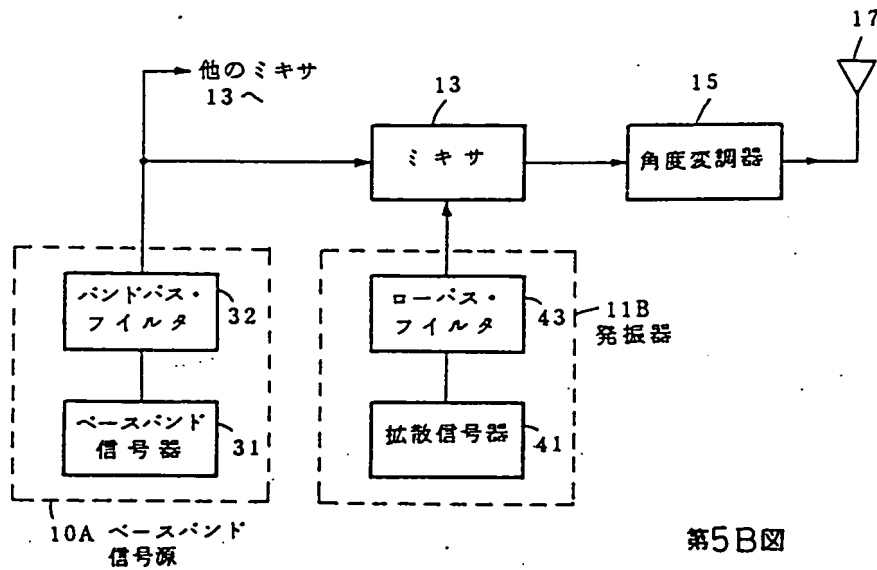 17
他のミキサ
13へ
13
15
ミキサ
角度変調器
バンドパス・
フイルタ
32
ローパス・
フイルタ
43
11B
発振器
ベースバンド
信号器
31
拡散信号器
41
10A ベースバンド
信号源
第5B図